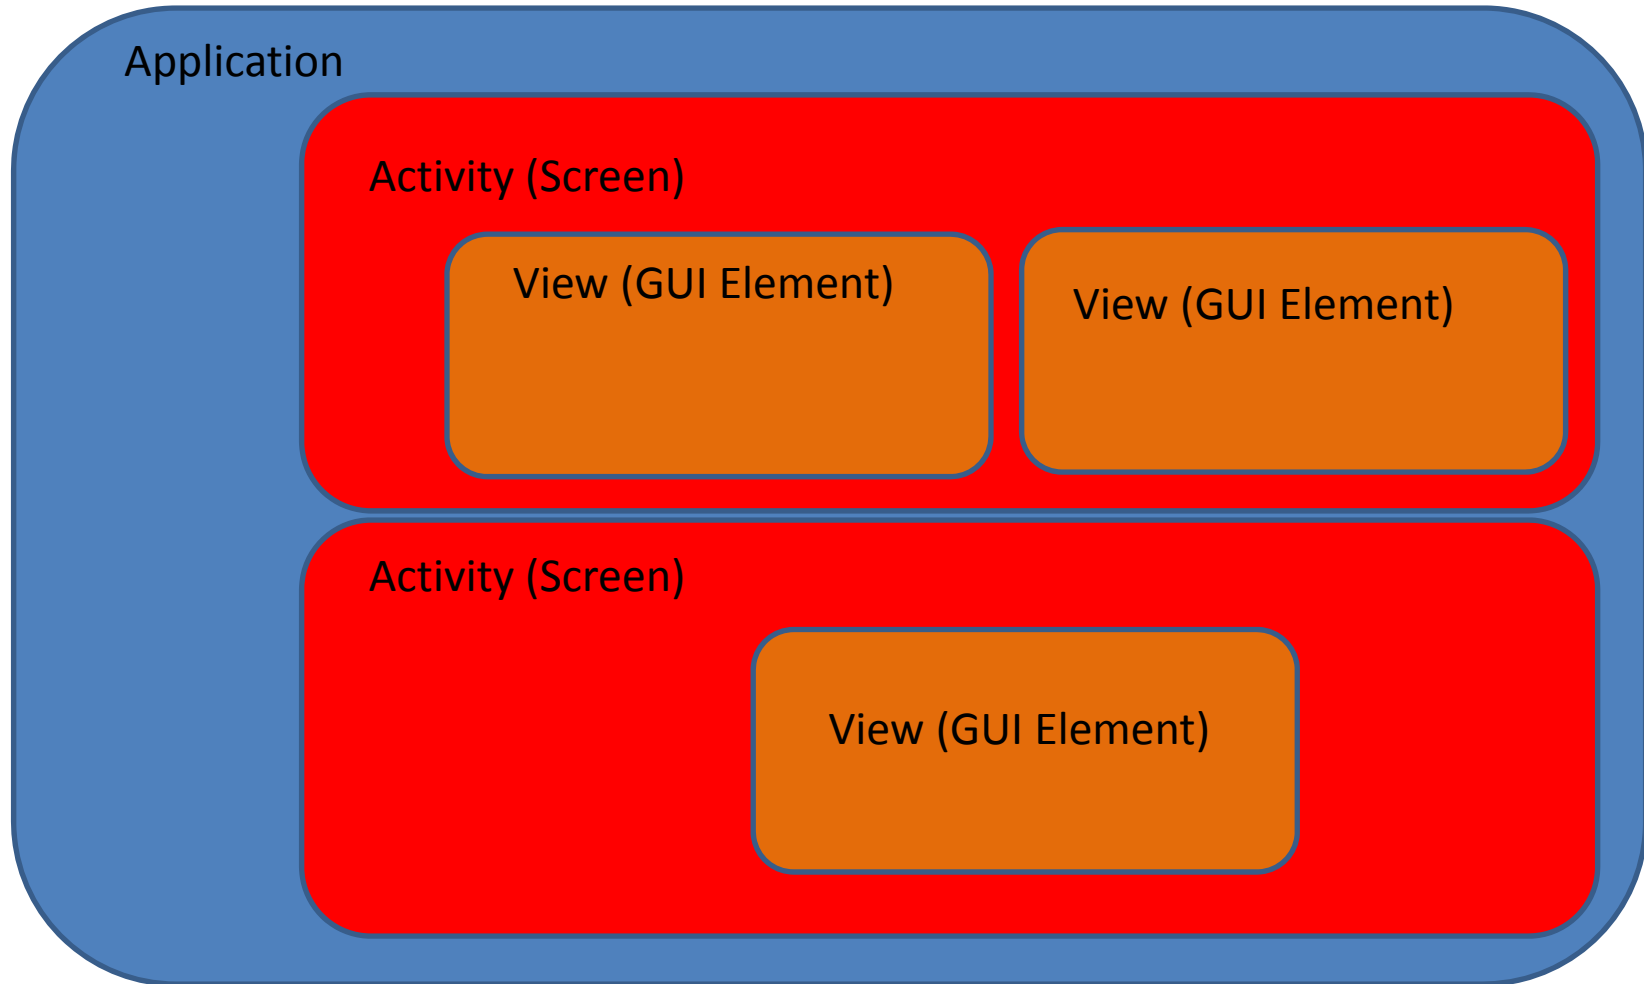 Application
Activity (Screen)
View (GUI Element)
View (GUI Element)
Activity (Screen)
View (GUI Element)